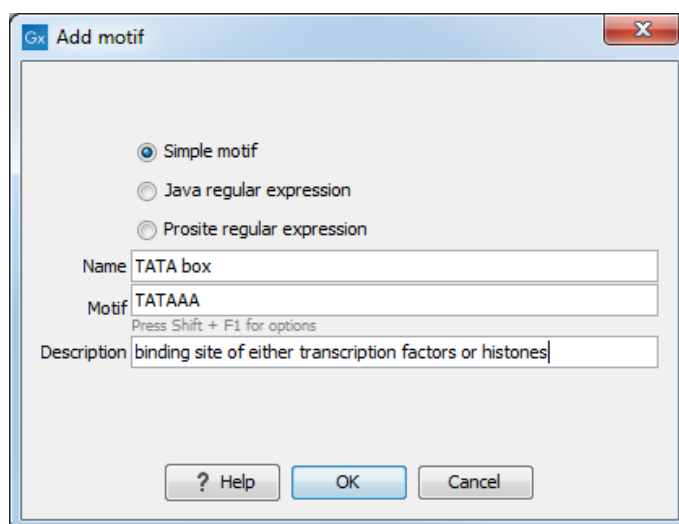 Gx Add motif
X
Simple motif
Java regular expression
Prosite regular expression
Name TATA box
Motif TATAAA
Press Shift + F1 for options
Description binding site of either transcription factors or histones
? Help OK Cancel